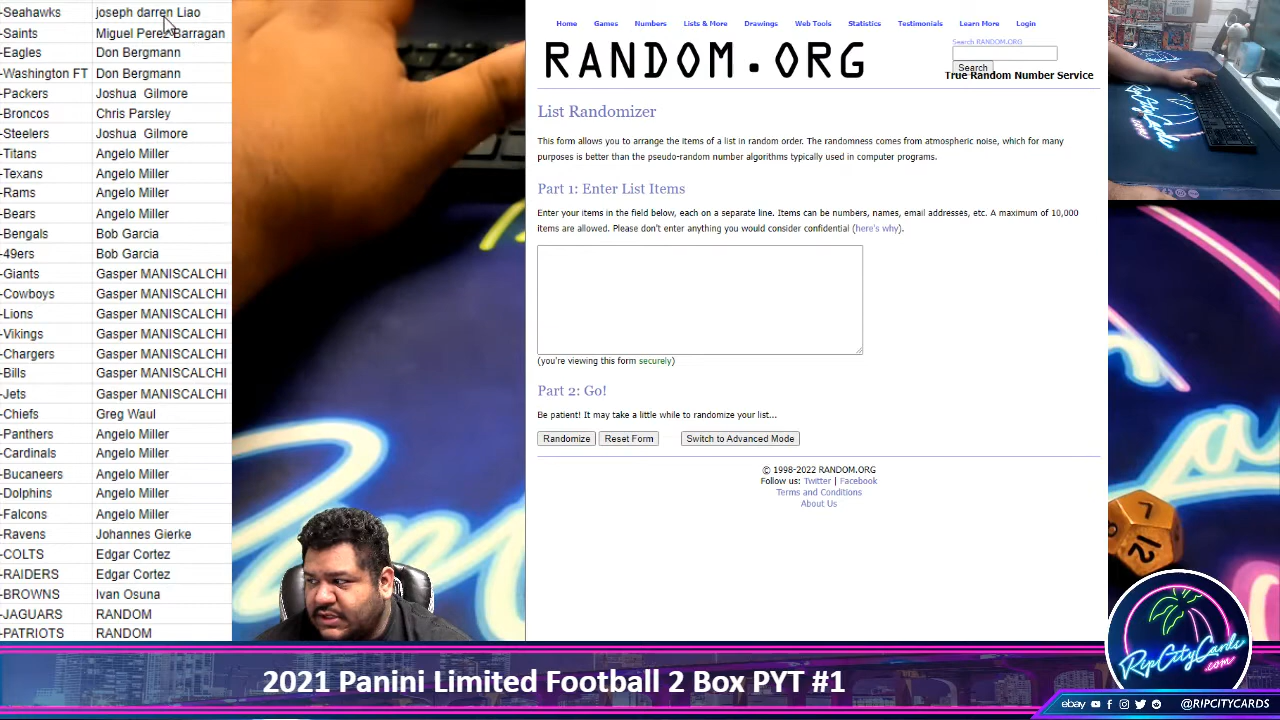 -Seahawks joseph darren Liao
-Saints Miguel Perez Barragan
-Eagles Don Bergmann
-Washington FT Don Bergmann
-Packers Joshua Gilmore
-Broncos Chris Parsley
-Steelers Joshua Gilmore
-Titans Angelo Miller
-Texans Angelo Miller
-Rams Angelo Miller
-Bears Angelo Miller
-Bengals Bob Garcia
-49ers Bob Garcia
-Giants Gasper MANISCALCHI
-Cowboys Gasper MANISCALCHI
-Lions Gasper MANISCALCHI
-Vikings Gasper MANISCALCHI
-Chargers Gasper MANISCALCHI
-Bills Gasper MANISCALCHI
-Jets Gasper MANISCALCHI
-Chiefs Greg Waul
-Panthers Angelo Miller
-Cardinals Angelo Miller
-Bucaneers Angelo Miller
-Dolphins Angelo Miller
-Falcons Angelo Miller
-Ravens Johannes Gierke
-COLTS Edgar Cortez
-RAIDERS Edgar Cortez
-BROWNS Ivan Osuna
-JAGUARS RANDOM
-PATRIOTS RANDOM
Home Games Numbers Lists & More Drawings Web Tools Statistics Testimonials Learn More Login
RANDOM.ORG
Search RANDOM.ORG
Search
True Random Number Service
List Randomizer
This form allows you to arrange the items of a list in random order. The randomness comes from atmospheric noise, which for many
purposes is better than the pseudo-random number algorithms typically used in computer programs.
Part 1: Enter List Items
Enter your items in the field below, each on a separate line. Items can be numbers, names, email addresses, etc. A maximum of 10,000
items are allowed. Please don't enter anything you would consider confidential (here's why).
(you're viewing this form securely)
Part 2: Go!
Be patient! It may take a little while to randomize your list...
Randomize Reset Form Switch to Advanced Mode
© 1998-2022 RANDOM.ORG
Follow us: Twitter | Facebook
Terms and Conditions
About Us
7
12
RipCityCards
.com
2021 Panini Limited Football 2 Box PYT #1
ebay @RIPCITYCARDS